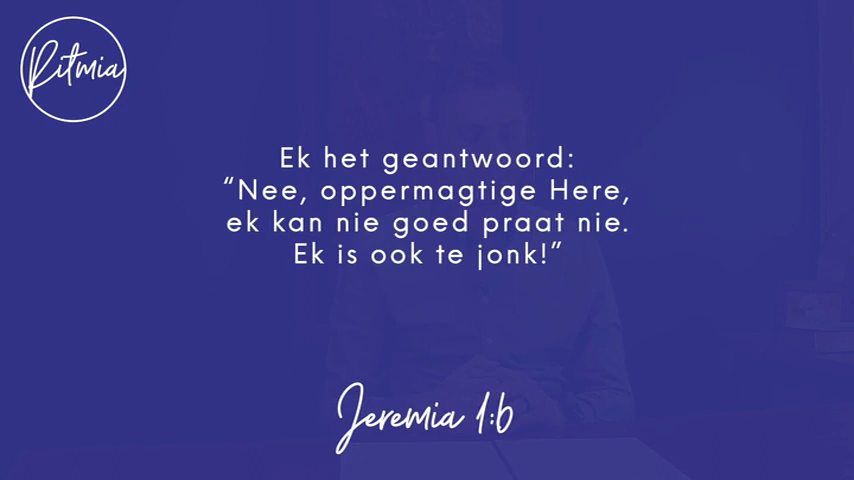 Ritmia
Ek het geantwoord:
“Nee, oppermagtige Here,
ek kan nie goed praat nie.
Ek is ook te jonk!”
Jeremia 1:6